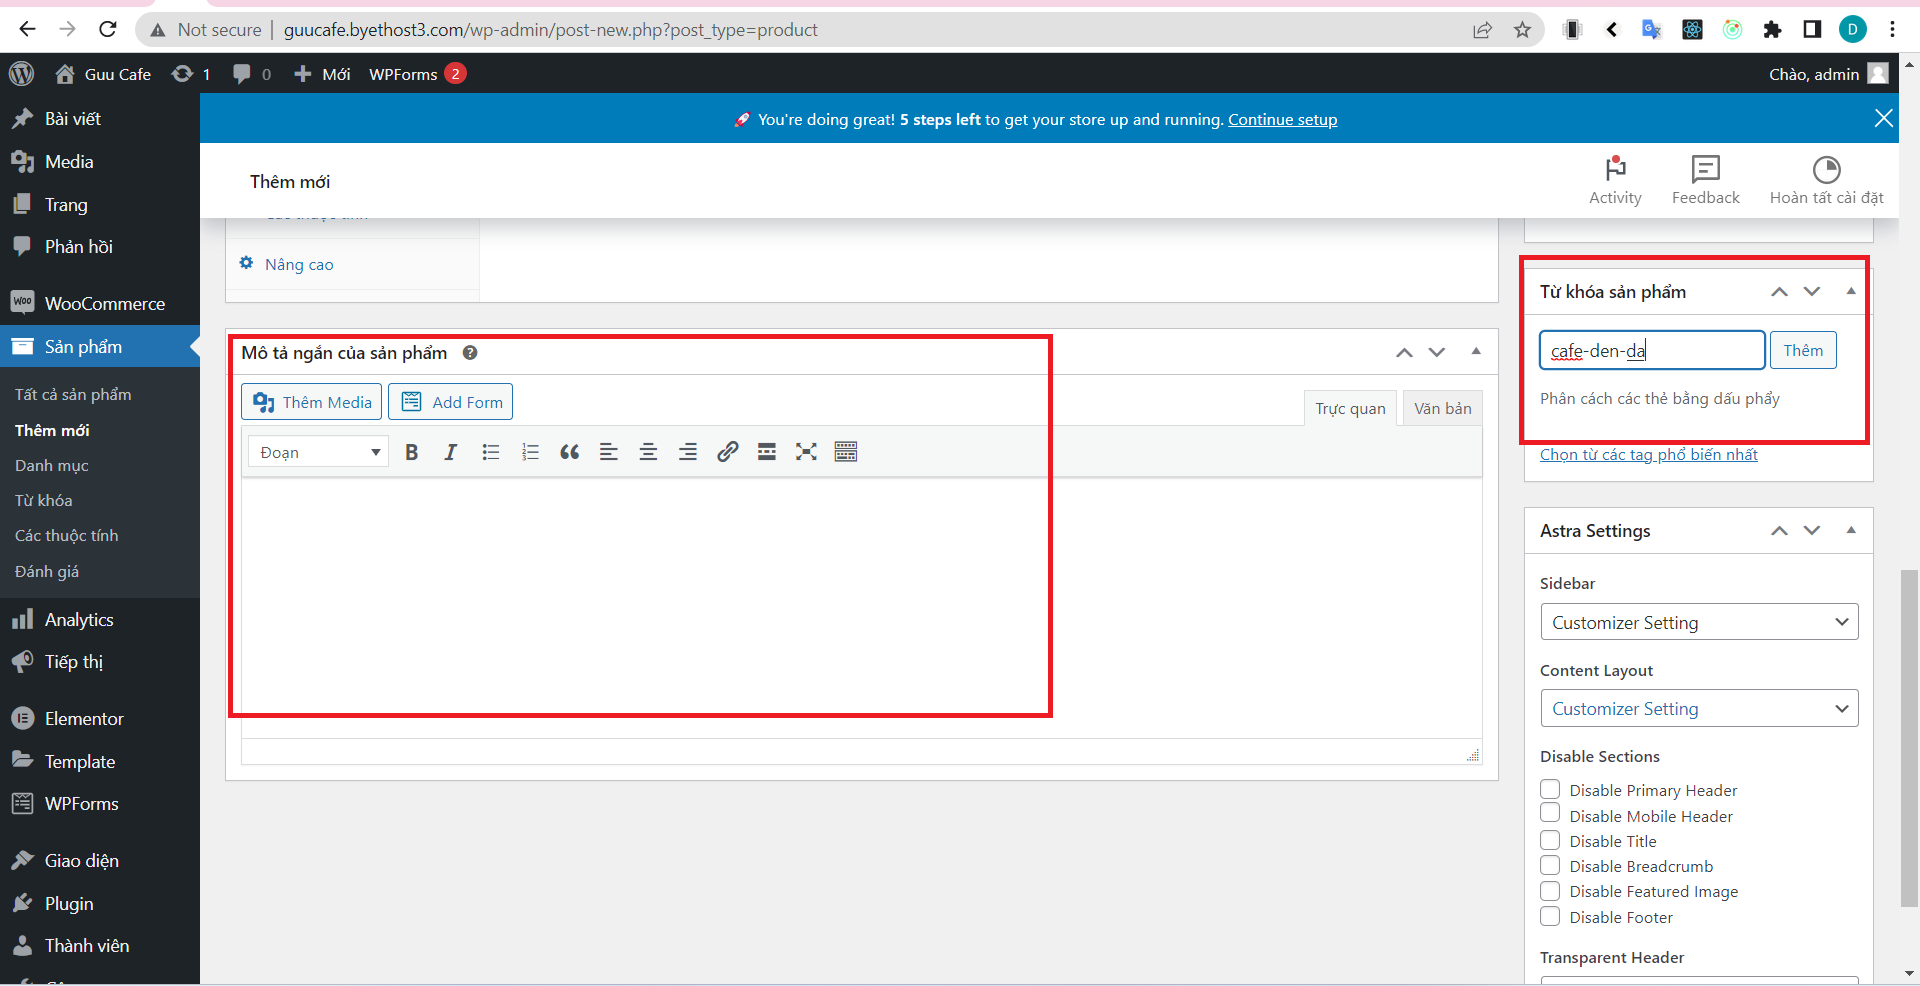 Not secure | guucafe.byethost3.com/wp-admin/post-new.php?post_type=product
D
Guu Cafe 1 0 Mới WPForms 2 Chào, admin
🚀 You're doing great! 5 steps left to get your store up and running. Continue setup
Thêm mới
Activity Feedback Hoàn tất cài đặt
Bài viết
Media
Trang
Phản hồi
WooCommerce
Sản phẩm
Tất cả sản phẩm
Thêm mới
Danh mục
Từ khóa
Các thuộc tính
Đánh giá
Analytics
Tiếp thị
Elementor
Template
WPForms
Giao diện
Plugin
Thành viên
Các thuộc tính
Nâng cao
Mô tả ngắn của sản phẩm
Thêm Media Add Form
Trực quan Văn bản
Đoạn
Từ khóa sản phẩm
cafe-den-da Thêm
Phân cách các thẻ bằng dấu phẩy
Chọn từ các tag phổ biến nhất
Astra Settings
Sidebar
Customizer Setting
Content Layout
Customizer Setting
Disable Sections
Disable Primary Header
Disable Mobile Header
Disable Title
Disable Breadcrumb
Disable Featured Image
Disable Footer
Transparent Header